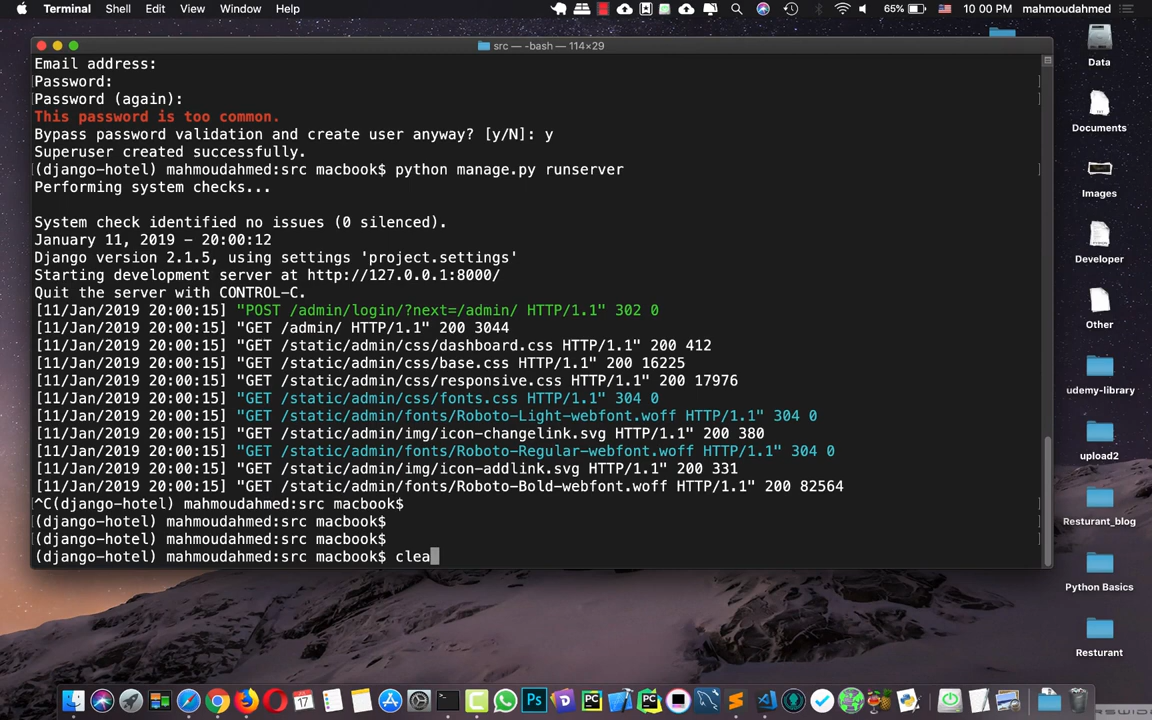 Terminal Shell Edit View Window Help 65% 10:00 PM mahmoudahmed
src — -bash — 114×29
Email address:
Password:
Password (again):
This password is too common.
Bypass password validation and create user anyway? [y/N]: y
Superuser created successfully.
(django-hotel) mahmoudahmed:src macbook$ python manage.py runserver
Performing system checks...
System check identified no issues (0 silenced).
January 11, 2019 - 20:00:12
Django version 2.1.5, using settings 'project.settings'
Starting development server at http://127.0.0.1:8000/
Quit the server with CONTROL-C.
[11/Jan/2019 20:00:15] "POST /admin/login/?next=/admin/ HTTP/1.1" 302 0
[11/Jan/2019 20:00:15] "GET /admin/ HTTP/1.1" 200 3044
[11/Jan/2019 20:00:15] "GET /static/admin/css/dashboard.css HTTP/1.1" 200 412
[11/Jan/2019 20:00:15] "GET /static/admin/css/base.css HTTP/1.1" 200 16225
[11/Jan/2019 20:00:15] "GET /static/admin/css/responsive.css HTTP/1.1" 200 17976
[11/Jan/2019 20:00:15] "GET /static/admin/css/fonts.css HTTP/1.1" 304 0
[11/Jan/2019 20:00:15] "GET /static/admin/fonts/Roboto-Light-webfont.woff HTTP/1.1" 304 0
[11/Jan/2019 20:00:15] "GET /static/admin/img/icon-changelink.svg HTTP/1.1" 200 380
[11/Jan/2019 20:00:15] "GET /static/admin/fonts/Roboto-Regular-webfont.woff HTTP/1.1" 304 0
[11/Jan/2019 20:00:15] "GET /static/admin/img/icon-addlink.svg HTTP/1.1" 200 331
[11/Jan/2019 20:00:15] "GET /static/admin/fonts/Roboto-Bold-webfont.woff HTTP/1.1" 200 82564
^C(django-hotel) mahmoudahmed:src macbook$
(django-hotel) mahmoudahmed:src macbook$
(django-hotel) mahmoudahmed:src macbook$
(django-hotel) mahmoudahmed:src macbook$ clea
Data
Documents
Images
Developer
Other
udemy-library
upload2
Resturant_blog
Python Basics
Resturant
17
Ps
PC
PC